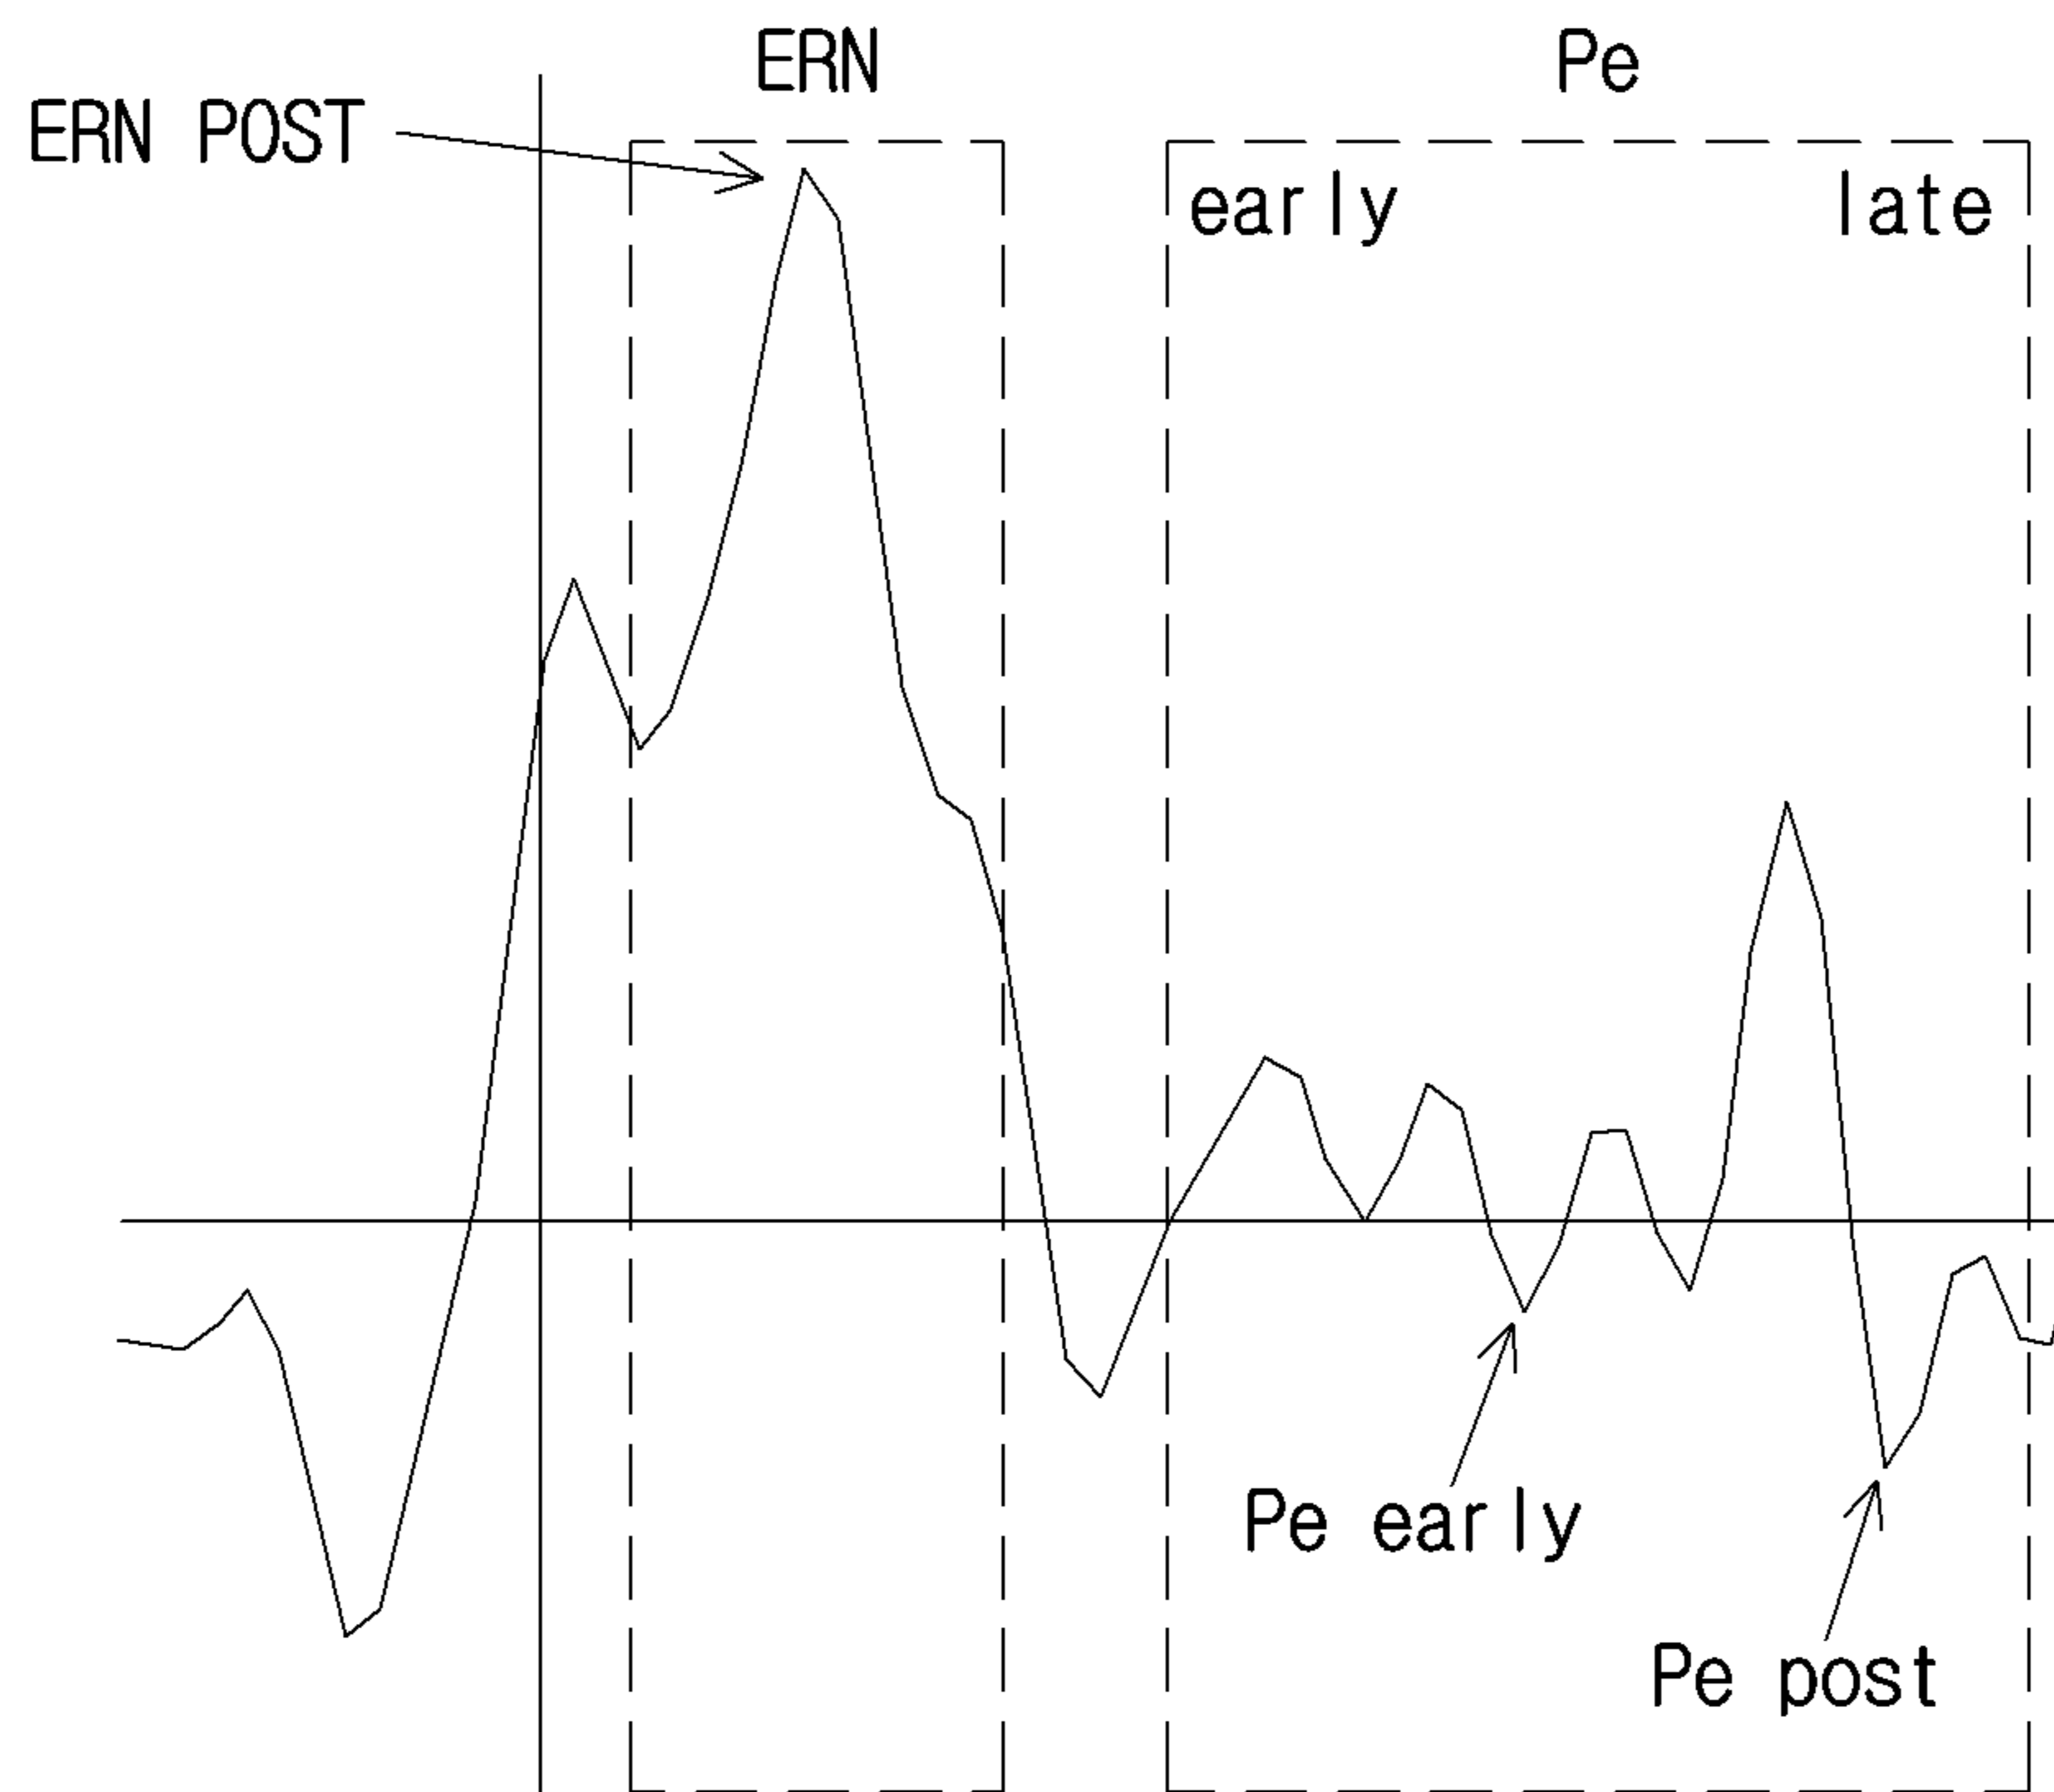 ERN
Pe
ERN POST
early
late
Pe early
Pe post